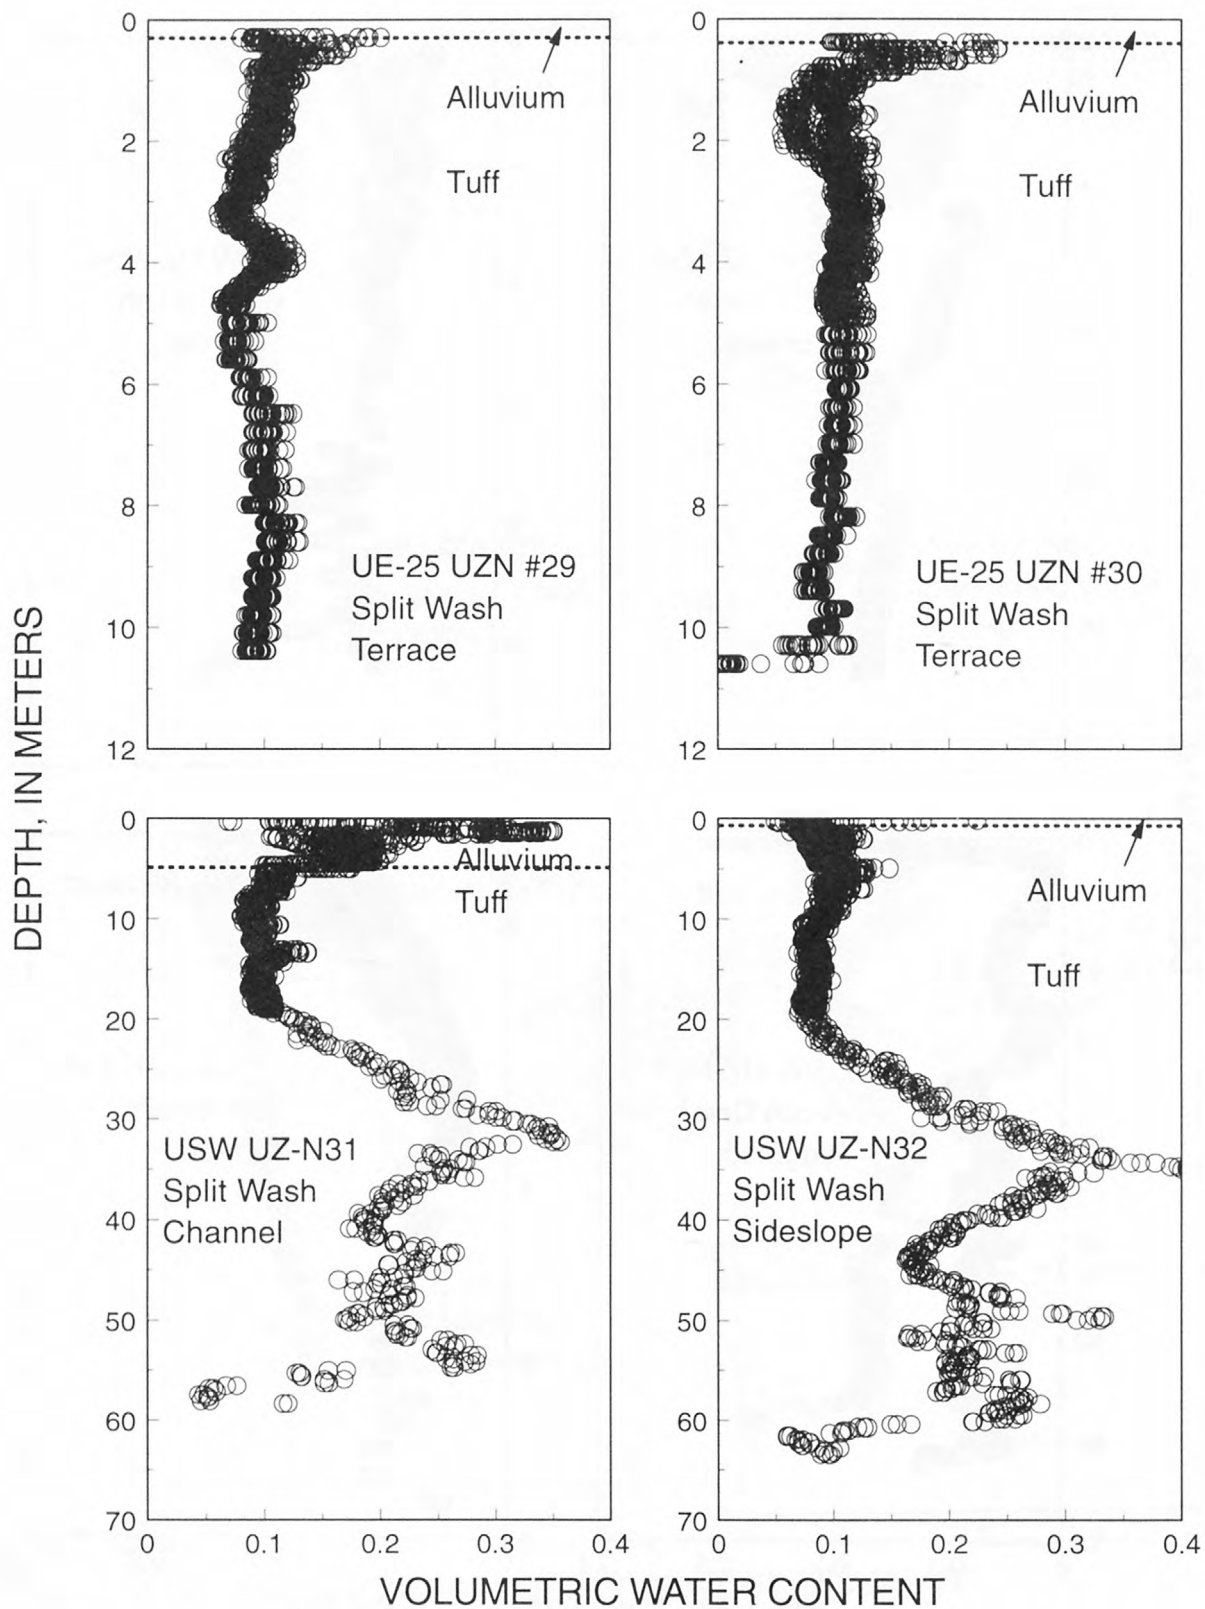 DEPTH, IN METERS
0
2
4
6
8
10
12
Alluvium
Tuff
UE-25 UZN #29
Split Wash
Terrace
0
2
4
6
8
10
12
Alluvium
Tuff
UE-25 UZN #30
Split Wash
Terrace
0
10
20
30
40
50
60
70
Alluvium
Tuff
USW UZ-N31
Split Wash
Channel
0 0.1 0.2 0.3 0.4
0
10
20
30
40
50
60
70
Alluvium
Tuff
USW UZ-N32
Split Wash
Sideslope
0 0.1 0.2 0.3 0.4
VOLUMETRIC WATER CONTENT